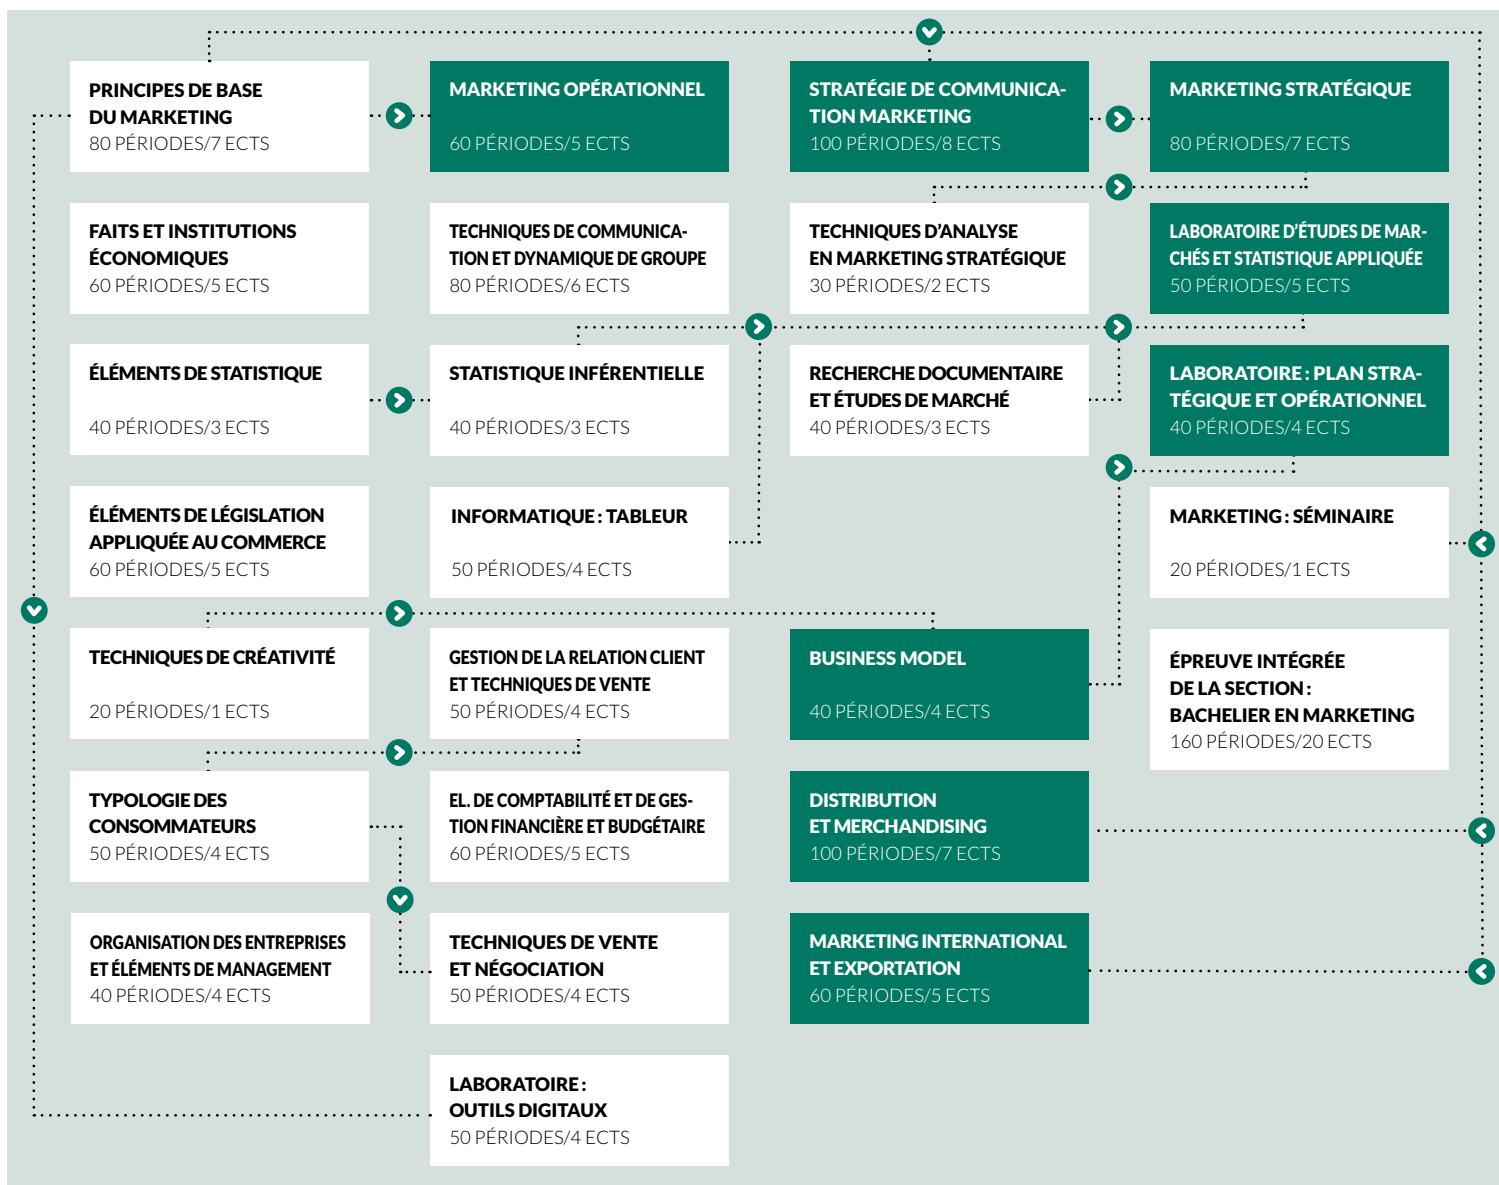 PRINCIPES DE BASE
DU MARKETING
80 PÉRIODES/7 ECTS
MARKETING OPÉRATIONNEL
60 PÉRIODES/5 ECTS
STRATÉGIE DE COMMUNICA-
TION MARKETING
100 PÉRIODES/8 ECTS
MARKETING STRATÉGIQUE
80 PÉRIODES/7 ECTS
FAITS ET INSTITUTIONS
ÉCONOMIQUES
60 PÉRIODES/5 ECTS
TECHNIQUES DE COMMUNICA-
TION ET DYNAMIQUE DE GROUPE
80 PÉRIODES/6 ECTS
TECHNIQUES D'ANALYSE
EN MARKETING STRATÉGIQUE
30 PÉRIODES/2 ECTS
LABORATOIRE D'ÉTUDES DE MAR-
CHÉS ET STATISTIQUE APPLIQUÉE
50 PÉRIODES/5 ECTS
ÉLÉMENTS DE STATISTIQUE
40 PÉRIODES/3 ECTS
STATISTIQUE INFÉRENTIELLE
40 PÉRIODES/3 ECTS
RECHERCHE DOCUMENTAIRE
ET ÉTUDES DE MARCHÉ
40 PÉRIODES/3 ECTS
LABORATOIRE : PLAN STRA-
TÉGIQUE ET OPÉRATIONNEL
40 PÉRIODES/4 ECTS
ÉLÉMENTS DE LÉGISLATION
APPLIQUÉE AU COMMERCE
60 PÉRIODES/5 ECTS
INFORMATIQUE : TABLEUR
50 PÉRIODES/4 ECTS
MARKETING : SÉMINAIRE
20 PÉRIODES/1 ECTS
TECHNIQUES DE CRÉATIVITÉ
20 PÉRIODES/1 ECTS
GESTION DE LA RELATION CLIENT
ET TECHNIQUES DE VENTE
50 PÉRIODES/4 ECTS
BUSINESS MODEL
40 PÉRIODES/4 ECTS
ÉPREUVE INTÉGRÉE
DE LA SECTION :
BACHELIER EN MARKETING
160 PÉRIODES/20 ECTS
TYPOLOGIE DES
CONSOMMATEURS
50 PÉRIODES/4 ECTS
EL. DE COMPTABILITÉ ET DE GES-
TION FINANCIÈRE ET BUDGÉTAIRE
60 PÉRIODES/5 ECTS
DISTRIBUTION
ET MERCHANDISING
100 PÉRIODES/7 ECTS
ORGANISATION DES ENTREPRISES
ET ÉLÉMENTS DE MANAGEMENT
40 PÉRIODES/4 ECTS
TECHNIQUES DE VENTE
ET NÉGOCIATION
50 PÉRIODES/4 ECTS
MARKETING INTERNATIONAL
ET EXPORTATION
60 PÉRIODES/5 ECTS
LABORATOIRE :
OUTILS DIGITAUX
50 PÉRIODES/4 ECTS